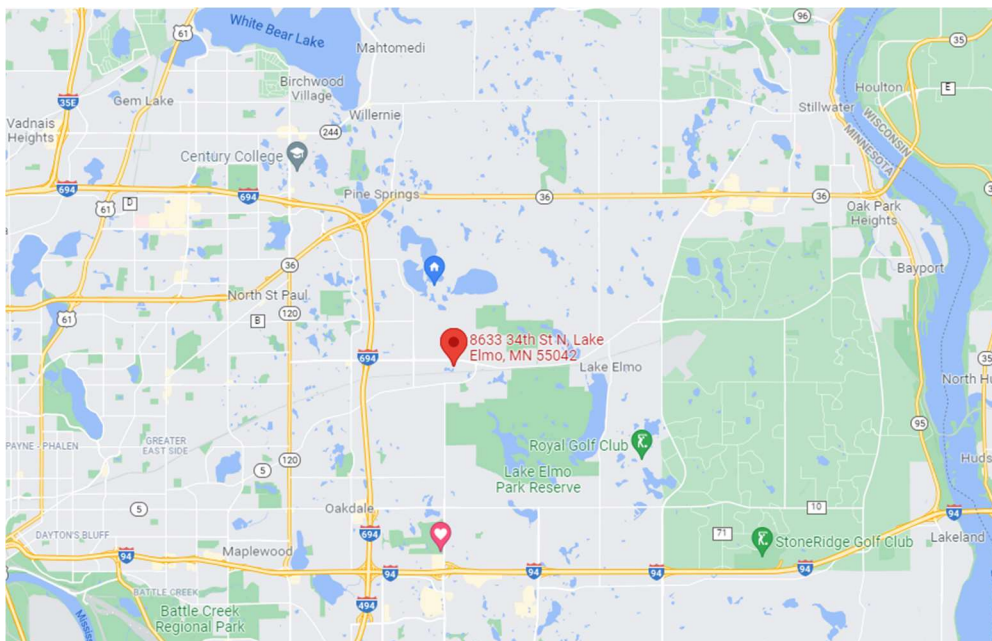 White Bear Lake
61
96
35
Mahtomedi
35E
Gem Lake
Birchwood
Village
Houlton
E
Vadnais
Heights
Willernie
Stillwater
WISCONSIN
MINNESOTA
244
Century College
694
694
Pine Springs
36
36
61
D
Oak Park
Heights
36
Bayport
North St Paul
120
61
B
8633 34th St N, Lake
Elmo, MN 55042
694
Lake Elmo
35
North Hu
95
PAYNE - PHALEN
GREATER
EAST SIDE
120
5
Royal Golf Club
Lake Elmo
Park Reserve
Huds
5
Oakdale
10
94
DAYTON'S BLUFF
694
71
StoneRidge Golf Club
Lakeland
94
Maplewood
94
94
94
94
BATTLE CREEK
494
Battle Creek
Regional Park